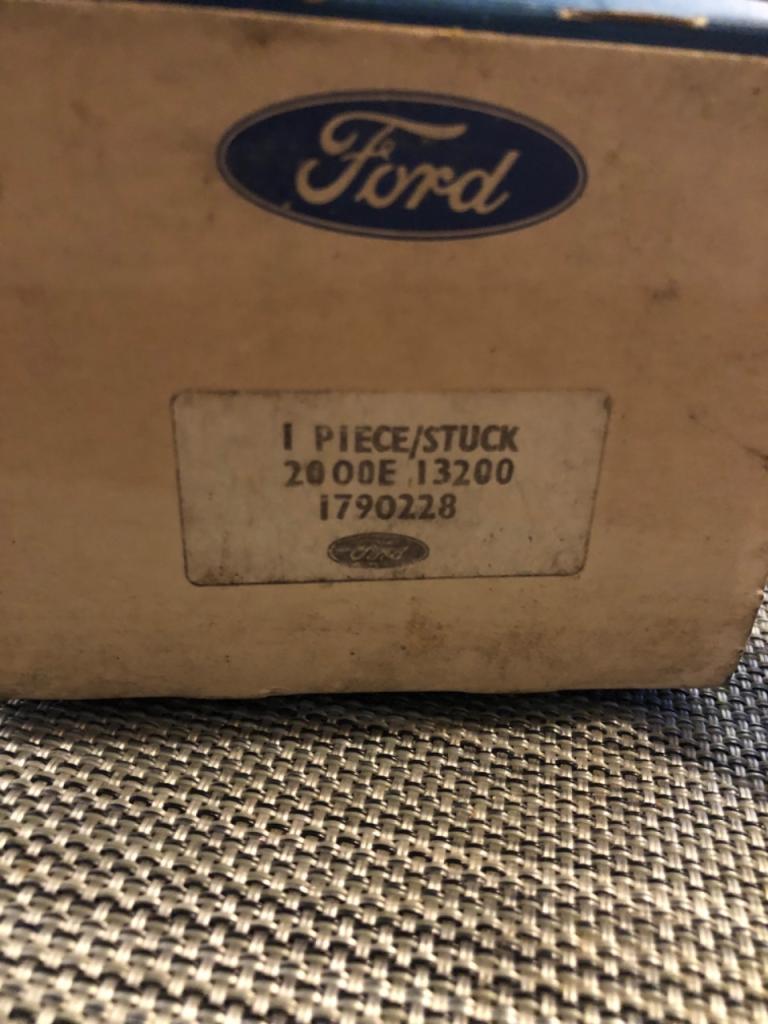 Ford
1 PIECE/STUCK
2000E 13200
1790228
Ford